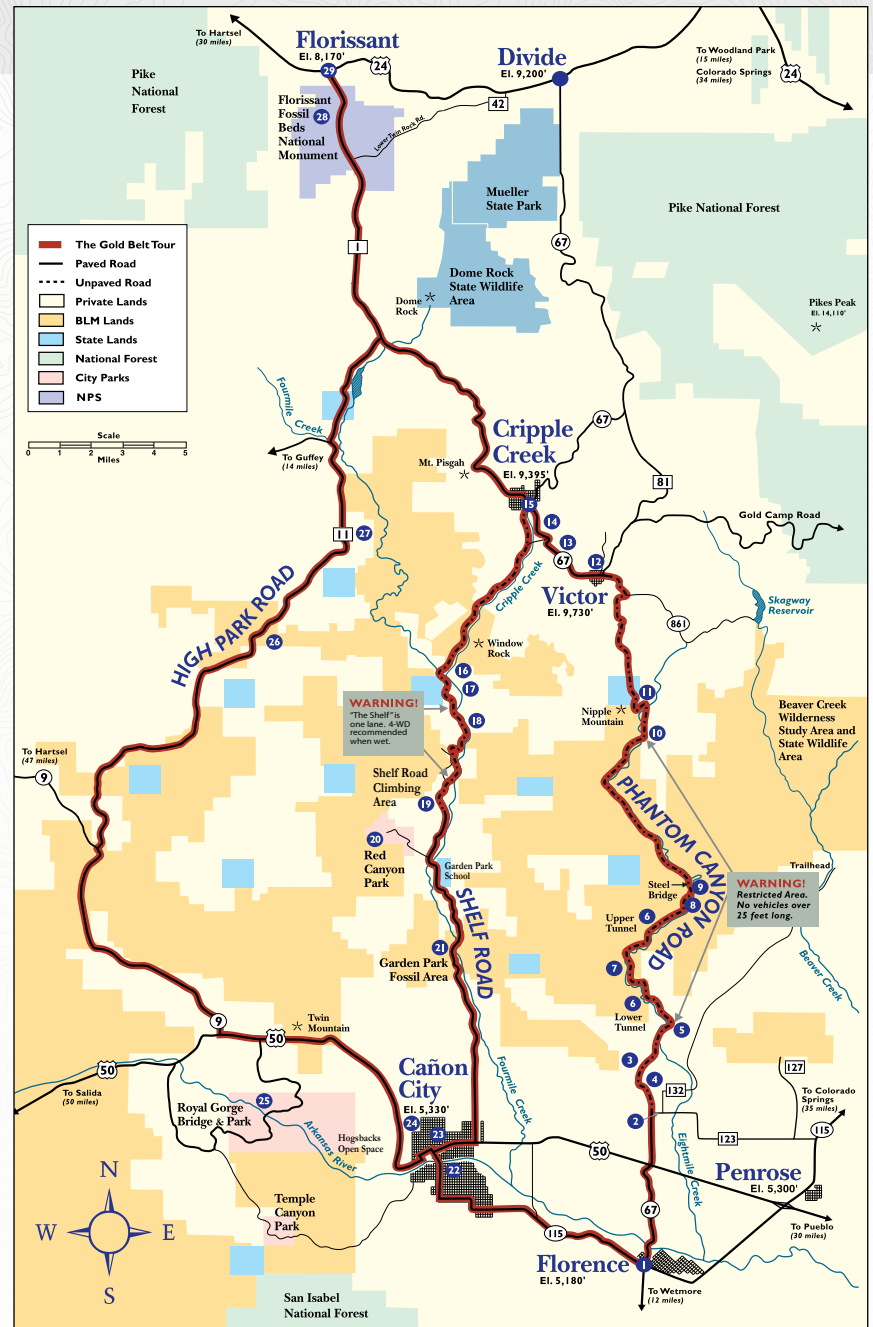 To Hartsel
(30 miles)
Florissant
El. 8,170'
29
24
Divide
El. 9,200'
To Woodland Park
(15 miles)
Colorado Springs
(34 miles)
24
Pike
National
Forest
Florissant
Fossil
Beds
National
Monument
28
42
Lower Twin Rock Rd.
Mueller
State Park
Pike National Forest
67
1
Dome Rock
State Wildlife
Area
Dome
Rock
Pikes Peak
El. 14,110'
The Gold Belt Tour
Paved Road
Unpaved Road
Private Lands
BLM Lands
State Lands
National Forest
City Parks
NPS
Scale
0 1 2 3 4 5
Miles
Fourmile
Creek
To Guffey
(14 miles)
Cripple
Creek
El. 9,395'
67
Mt. Pisgah
81
15
14
13
67
12
Gold Camp Road
11
27
Victor
El. 9,730'
Cripple Creek
Skagway
Reservoir
861
HIGH PARK ROAD
26
Window
Rock
16
17
18
WARNING!
"The Shelf" is
one lane. 4-WD
recommended
when wet.
11
Nipple
Mountain
10
Beaver Creek
Wilderness
Study Area and
State Wildlife
Area
To Hartsel
(47 miles)
9
Shelf Road
Climbing
Area
19
PHANTOM CANYON ROAD
20
Red
Canyon
Park
Garden Park
School
SHELF ROAD
Trailhead
WARNING!
Restricted Area.
No vehicles over
25 feet long.
Steel
Bridge
9
8
Upper
Tunnel
6
7
6
Lower
Tunnel
5
21
Garden Park
Fossil Area
Beaver Creek
9
50
Twin
Mountain
3
4
127
132
50
To Salida
(50 miles)
Cañon
City
El. 5,330'
Fourmile Creek
To Colorado
Springs
(35 miles)
115
Royal Gorge
Bridge & Park
25
24
23
2
123
Arkansas
River
Hogsbacks
Open Space
50
22
Eightmile Creek
Penrose
El. 5,300'
N
W
E
S
Temple
Canyon
Park
67
115
To Pueblo
(30 miles)
Florence
El. 5,180'
1
To Wetmore
(12 miles)
San Isabel
National Forest